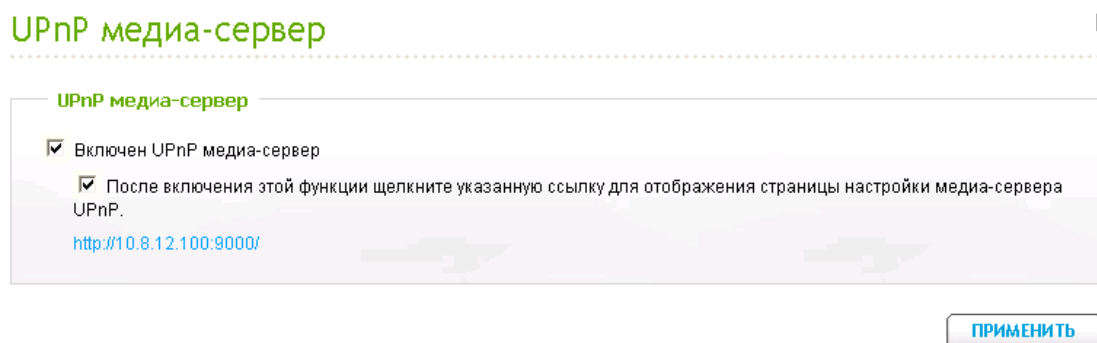 UPnP медиа-сервер
UPnP медиа-сервер
Включен UPnP медиа-сервер
После включения этой функции щелкните указанную ссылку для отображения страницы настройки медиа-сервера
UPnP.
http://10.8.12.100:9000/
ПРИМЕНИТЬ